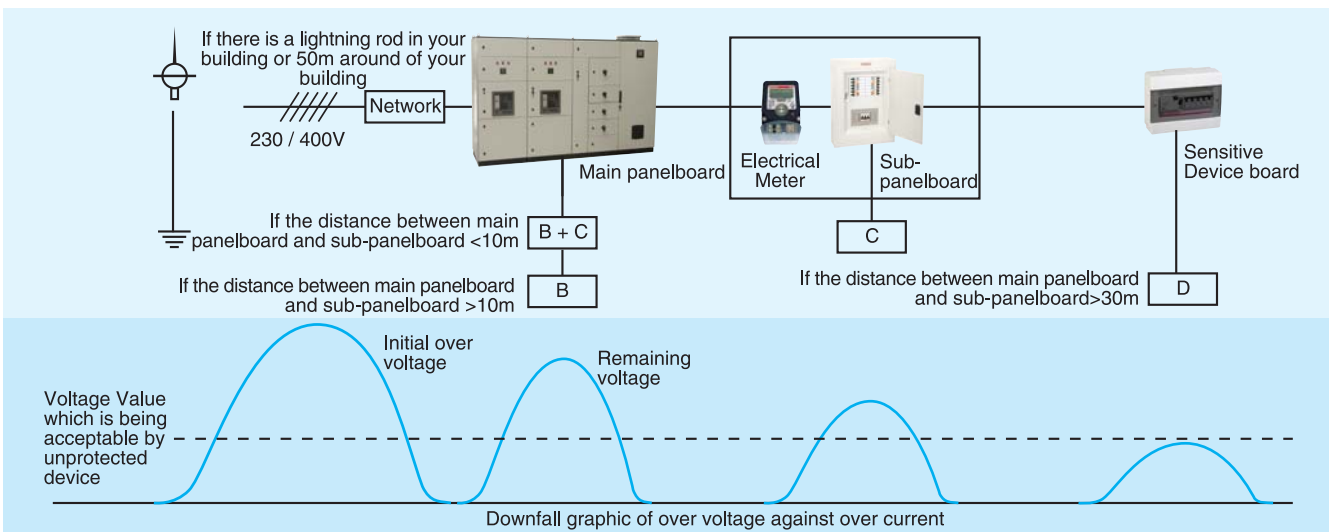 If there is a lightning rod in your
building or 50m around of your
building
230 / 400V
Network
Main panelboard
Electrical
Meter
Sub-
panelboard
Sensitive
Device board
If the distance between main
panelboard and sub-panelboard <10m
B + C
C
If the distance between main panelboard
and sub-panelboard >10m
B
If the distance between main panelboard
and sub-panelboard>30m
D
Initial over
voltage
Remaining
voltage
Voltage Value
which is being
acceptable by
unprotected
device
Downfall graphic of over voltage against over current